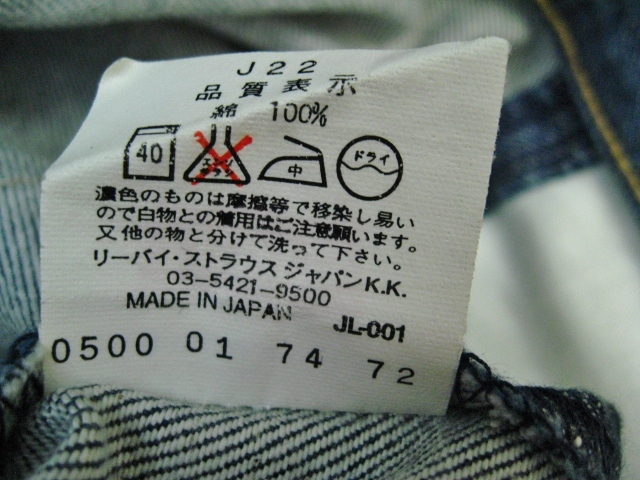 J22
品質表示
綿 100%
40 エンソ サラシ 中 ドライ
濃色のものは摩擦等で移染し易い
ので白物との着用はご注意願います。
又他の物と分けて洗って下さい。
リーバイ・ストラウス ジャパンK.K.
03-5421-9500
MADE IN JAPAN
JL-001
0500 01 74 72